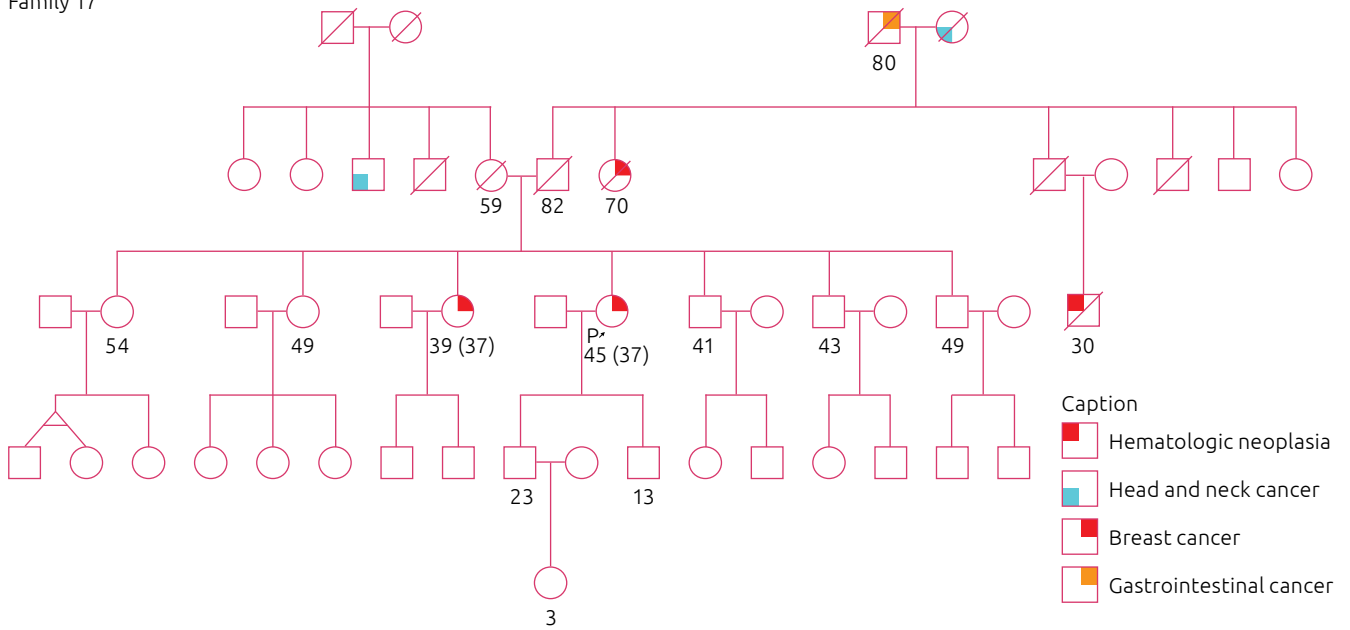 Family 17
80
59 82 70
54 49 39 (37) P 45 (37) 41 43 49 30
Caption
Hematologic neoplasia
Head and neck cancer
Breast cancer
Gastrointestinal cancer
23 13
3